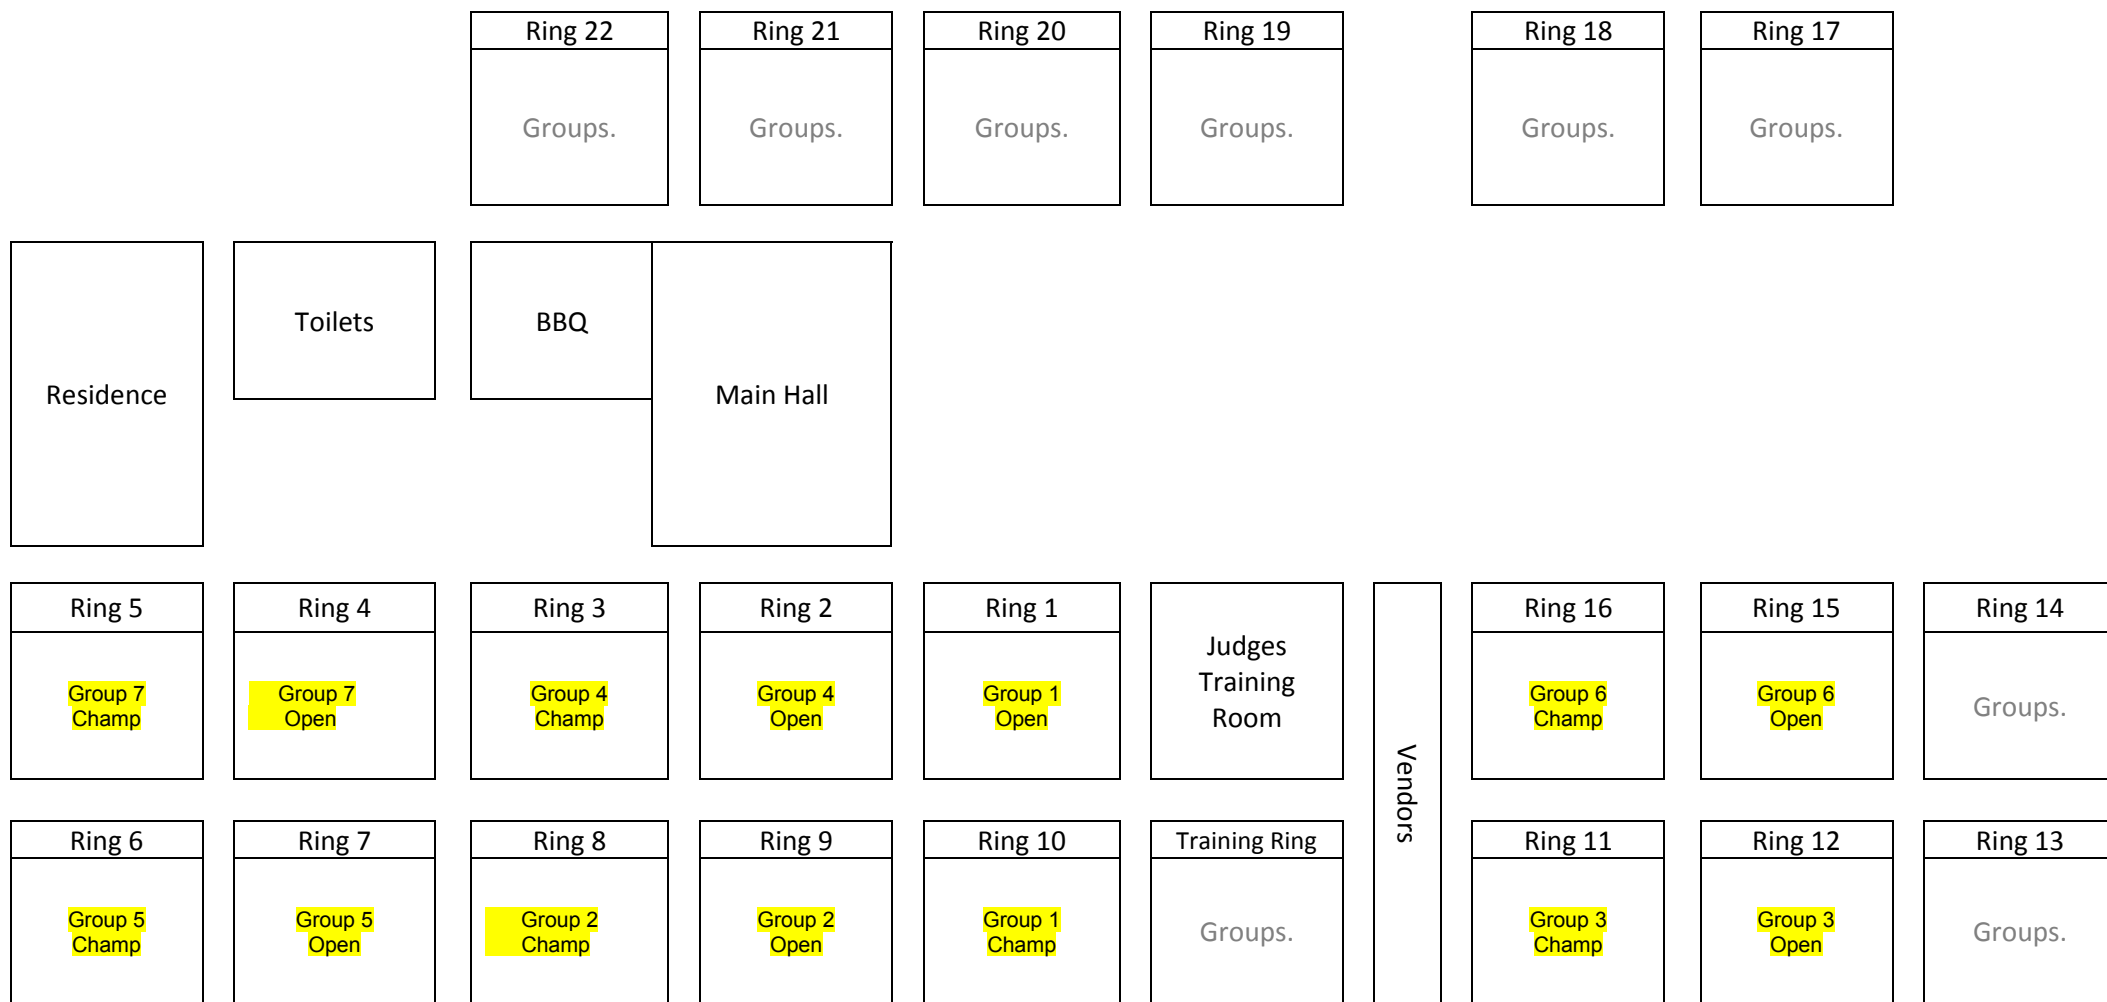 Ring 22
Ring 21
Ring 20
Ring 19
Ring 18
Ring 17
Groups.
Groups.
Groups.
Groups.
Groups.
Groups.
Residence
Toilets
BBQ
Main Hall
Ring 5
Ring 4
Ring 3
Ring 2
Ring 1
Judges
Training
Room
Vendors
Ring 16
Ring 15
Ring 14
Group 7
Champ
Group 7
Open
Group 4
Champ
Group 4
Open
Group 1
Open
Group 6
Champ
Group 6
Open
Groups.
Ring 6
Ring 7
Ring 8
Ring 9
Ring 10
Training Ring
Ring 11
Ring 12
Ring 13
Group 5
Champ
Group 5
Open
Group 2
Champ
Group 2
Open
Group 1
Champ
Groups.
Group 3
Champ
Group 3
Open
Groups.